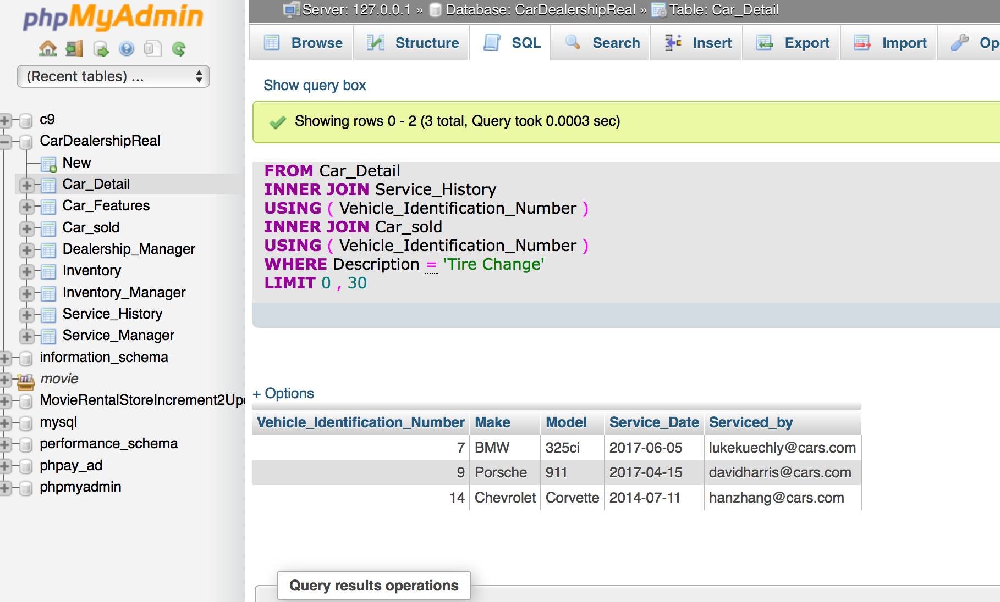 phpMyAdmin
(Recent tables) ...
c9
CarDealershipReal
New
Car_Detail
Car_Features
Car_sold
Dealership_Manager
Inventory
Inventory_Manager
Service_History
Service_Manager
information_schema
movie
MovieRentalStoreIncrement2Upd
mysql
performance_schema
phpay_ad
phpmyadmin
Server: 127.0.0.1 » Database: CarDealershipReal » Table: Car_Detail
Browse Structure SQL Search Insert Export Import Op
Show query box
Showing rows 0 - 2 (3 total, Query took 0.0003 sec)
FROM Car_Detail
INNER JOIN Service_History
USING ( Vehicle_Identification_Number )
INNER JOIN Car_sold
USING ( Vehicle_Identification_Number )
WHERE Description = 'Tire Change'
LIMIT 0 , 30
+ Options
Vehicle_Identification_Number Make Model Service_Date Serviced_by
7 BMW 325ci 2017-06-05 lukekuechly@cars.com
9 Porsche 911 2017-04-15 davidharris@cars.com
14 Chevrolet Corvette 2014-07-11 hanzhang@cars.com
Query results operations